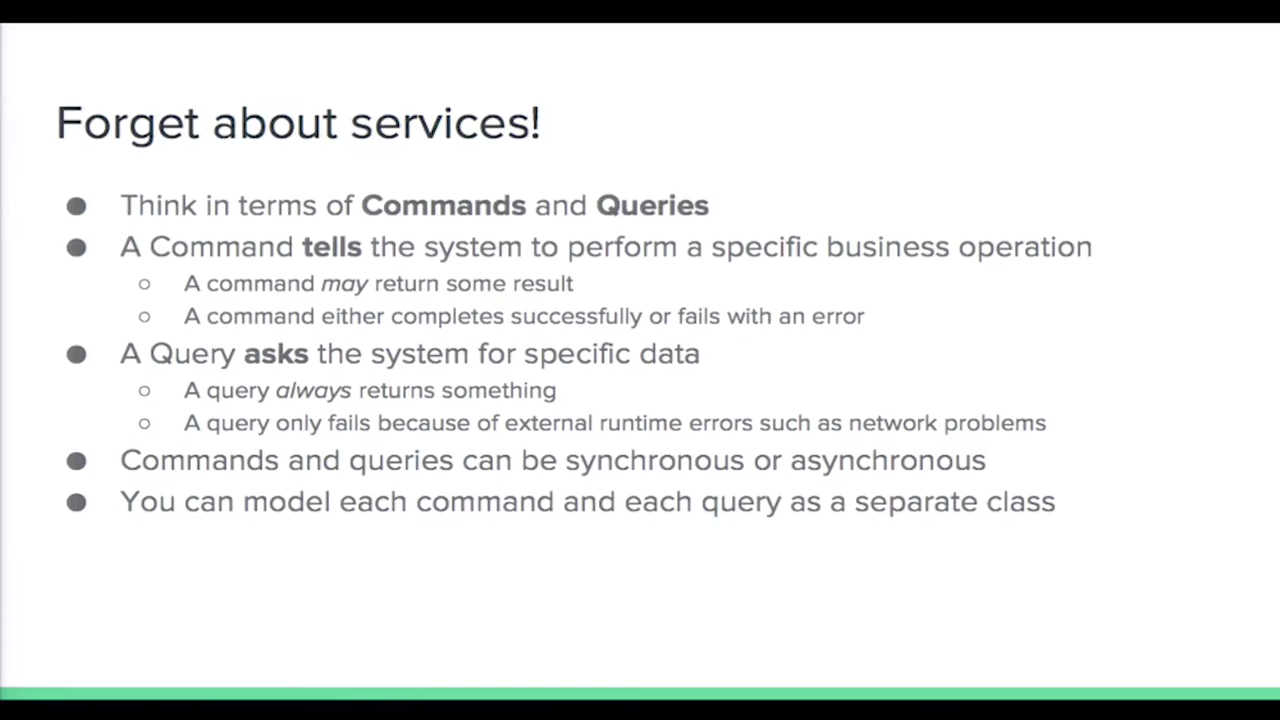 Forget about services!
● Think in terms of Commands and Queries
● A Command tells the system to perform a specific business operation
○ A command may return some result
○ A command either completes successfully or fails with an error
● A Query asks the system for specific data
○ A query always returns something
○ A query only fails because of external runtime errors such as network problems
● Commands and queries can be synchronous or asynchronous
● You can model each command and each query as a separate class